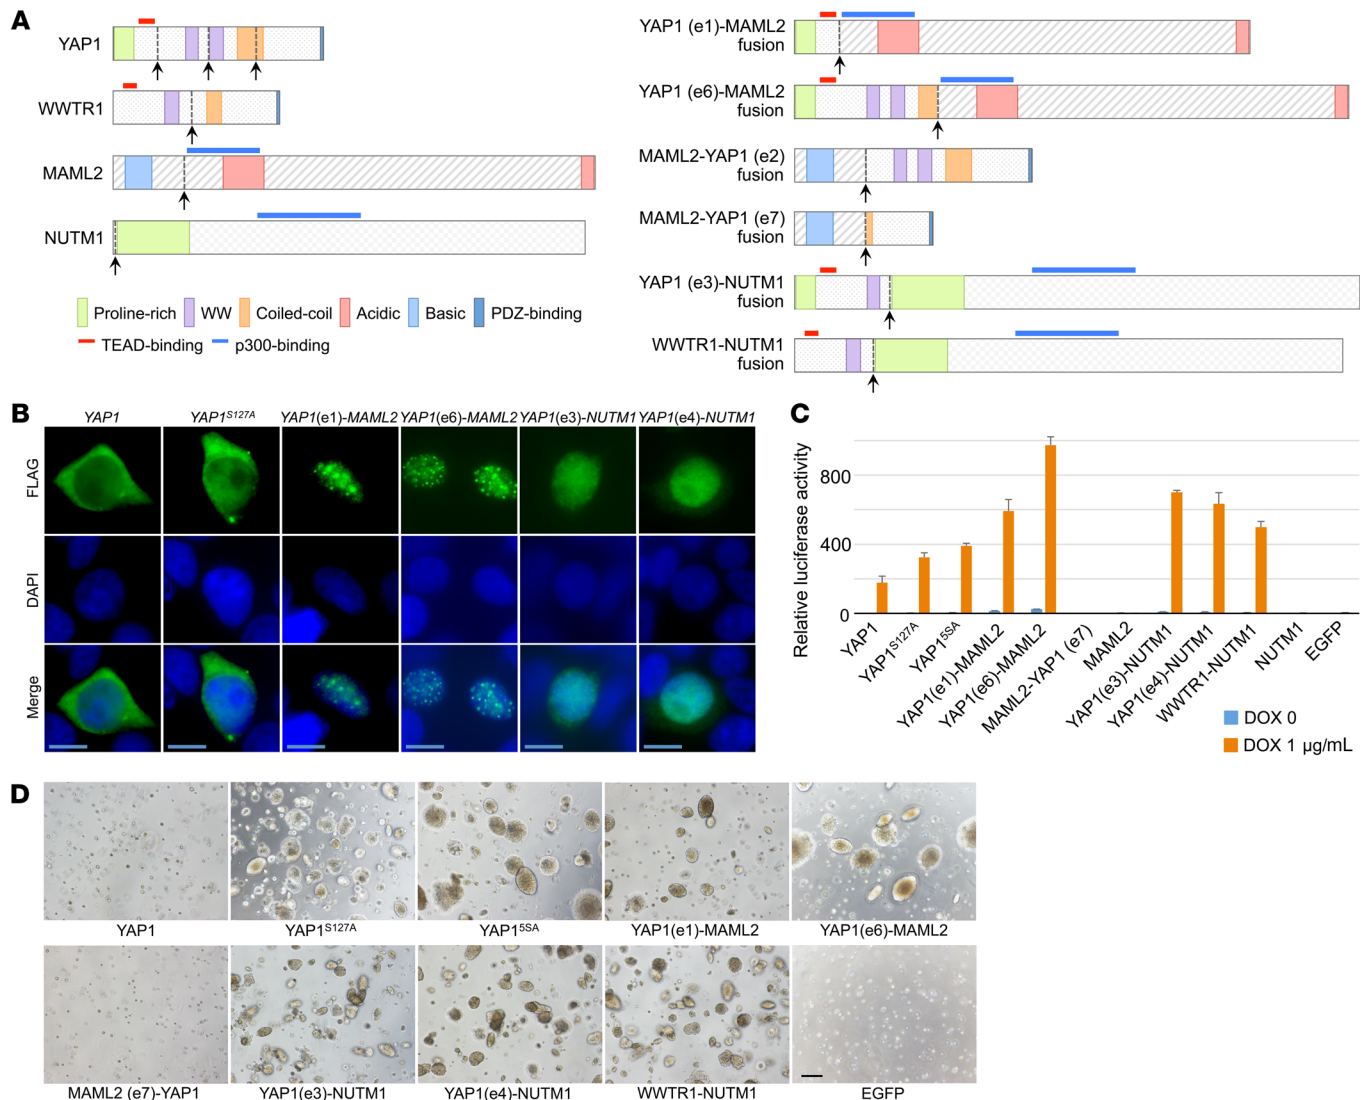 A
YAP1
WWTR1
MAML2
NUTM1
Proline-rich
WW
Coiled-coil
Acidic
Basic
PDZ-binding
TEAD-binding
p300-binding
YAP1 (e1)-MAML2
fusion
YAP1 (e6)-MAML2
fusion
MAML2-YAP1 (e2)
fusion
MAML2-YAP1 (e7)
fusion
YAP1 (e3)-NUTM1
fusion
WWTR1-NUTM1
fusion
B
YAP1
YAP1S127A
YAP1(e1)-MAML2
YAP1(e6)-MAML2
YAP1(e3)-NUTM1
YAP1(e4)-NUTM1
FLAG
DAPI
Merge
C
Relative luciferase activity
800
400
0
YAP1
YAP1S127A
YAP15SA
YAP1(e1)-MAML2
YAP1(e6)-MAML2
MAML2-YAP1 (e7)
MAML2
YAP1(e3)-NUTM1
YAP1(e4)-NUTM1
WWTR1-NUTM1
NUTM1
EGFP
DOX 0
DOX 1 µg/mL
D
YAP1
YAP1S127A
YAP15SA
YAP1(e1)-MAML2
YAP1(e6)-MAML2
MAML2 (e7)-YAP1
YAP1(e3)-NUTM1
YAP1(e4)-NUTM1
WWTR1-NUTM1
EGFP